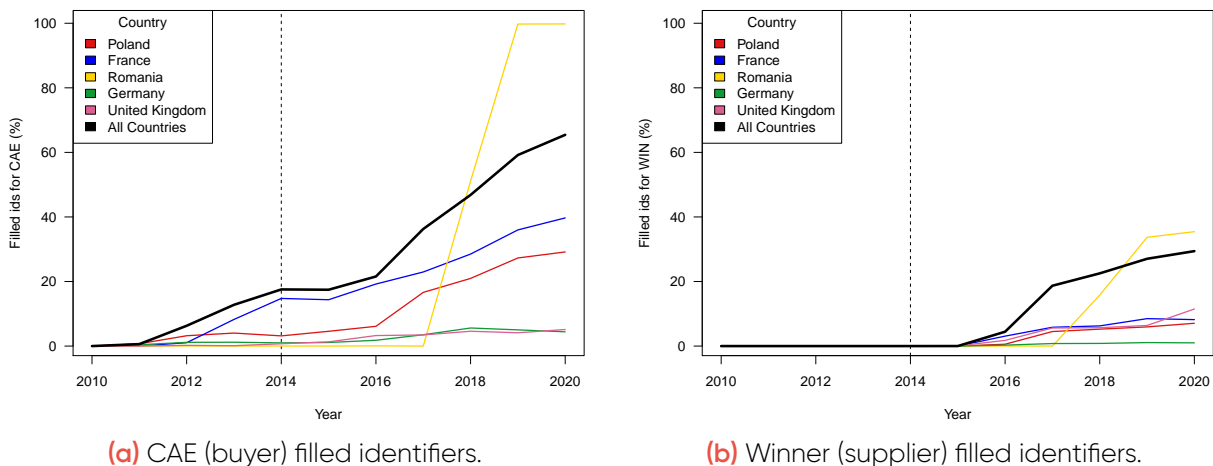 Filled ids for CAE (%)
100
80
60
40
20
0
Country
Poland
France
Romania
Germany
United Kingdom
All Countries
2010 2012 2014 2016 2018 2020
Year
(a) CAE (buyer) filled identifiers.
Filled ids for WIN (%)
100
80
60
40
20
0
Country
Poland
France
Romania
Germany
United Kingdom
All Countries
2010 2012 2014 2016 2018 2020
Year
(b) Winner (supplier) filled identifiers.